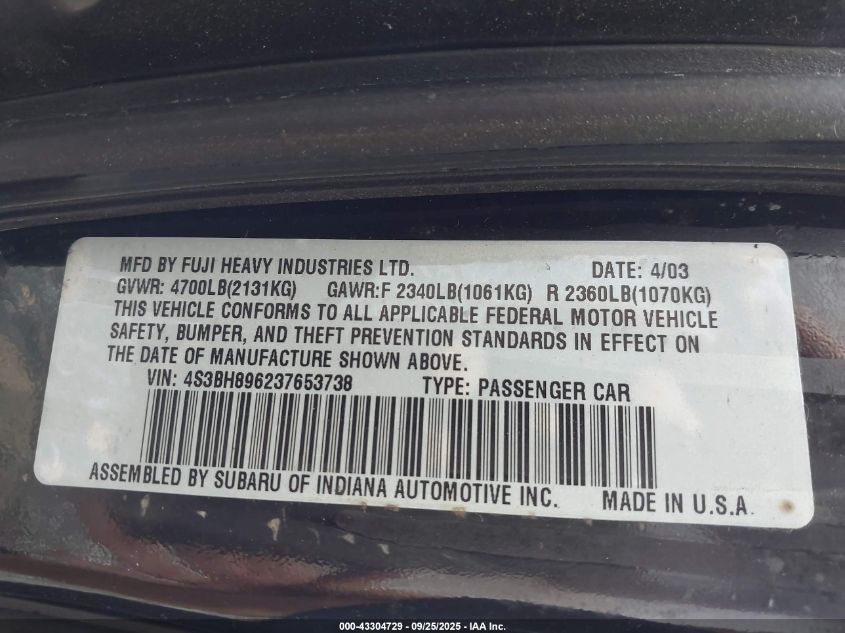 MFD BY FUJI HEAVY INDUSTRIES LTD. DATE: 4/03
GVWR: 4700LB(2131KG) GAWR:F 2340LB(1061KG) R 2360LB(1070KG)
THIS VEHICLE CONFORMS TO ALL APPLICABLE FEDERAL MOTOR VEHICLE
SAFETY, BUMPER, AND THEFT PREVENTION STANDARDS IN EFFECT ON
THE DATE OF MANUFACTURE SHOWN ABOVE.
VIN: 4S3BH896237653738 TYPE: PASSENGER CAR
ASSEMBLED BY SUBARU OF INDIANA AUTOMOTIVE INC. MADE IN U.S.A.
000-43304729 - 09/25/2025 - IAA Inc.